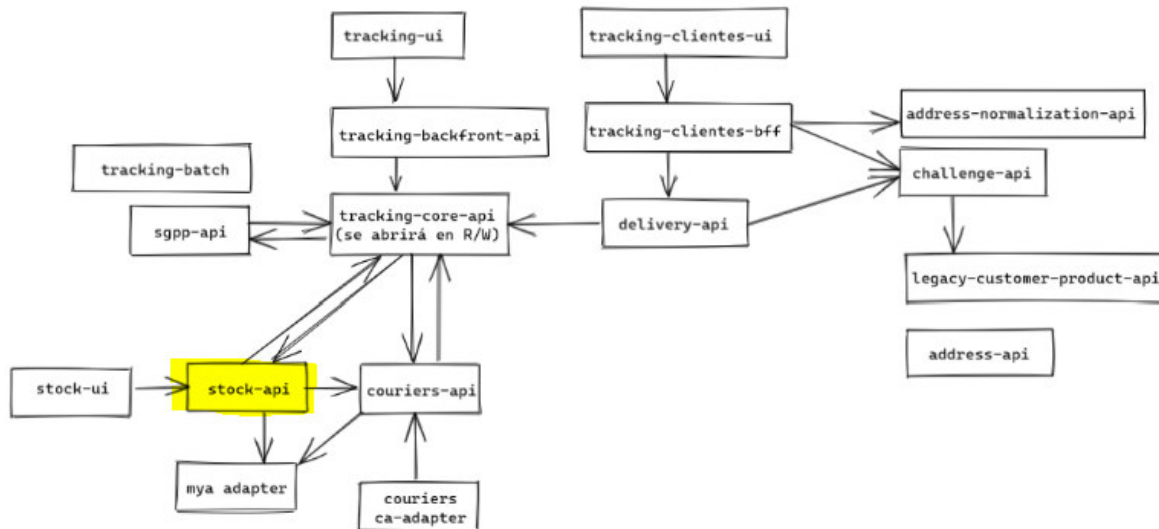 tracking-ui
tracking-clientes-ui
tracking-backfront-api
tracking-clientes-bff
address-normalization-api
tracking-batch
challenge-api
sgpp-api
tracking-core-api
(se abrirá en R/W)
delivery-api
legacy-customer-product-api
address-api
stock-ui
stock-api
couriers-api
mya adapter
couriers
ca-adapter